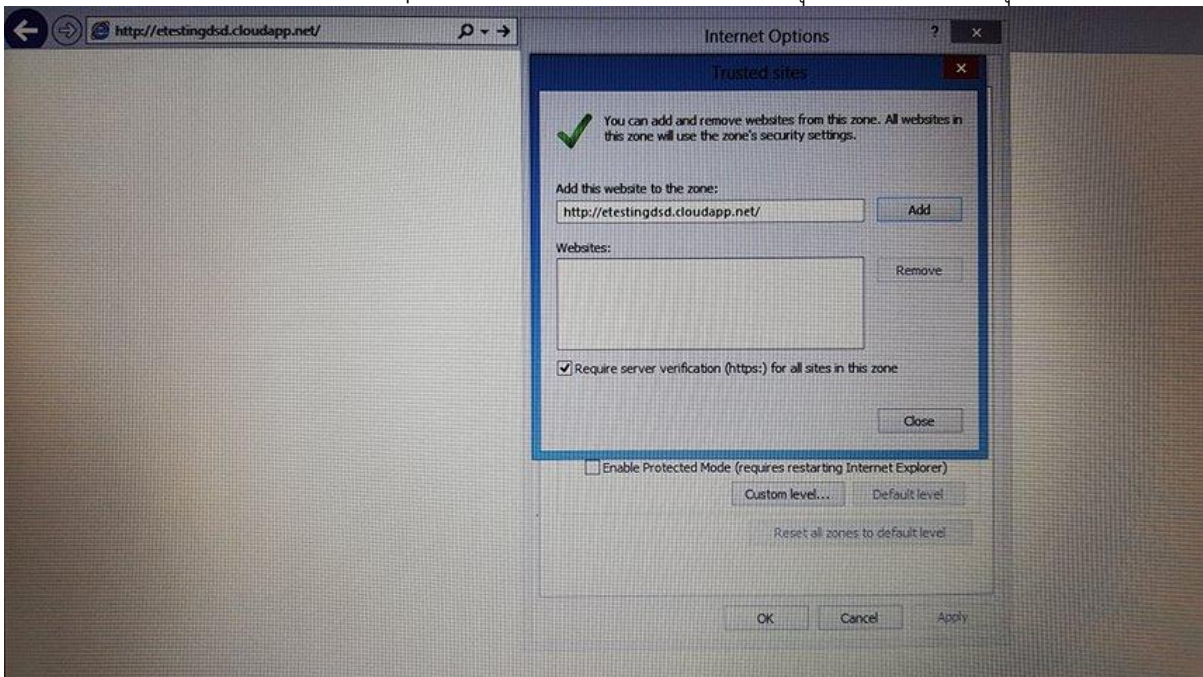 http://etestingdsd.cloudapp.net/
Internet Options
Trusted sites
You can add and remove websites from this zone. All websites in
this zone will use the zone's security settings.
Add this website to the zone:
http://etestingdsd.cloudapp.net/
Add
Websites:
Remove
Require server verification (https:) for all sites in this zone
Close
Enable Protected Mode (requires restarting Internet Explorer)
Custom level...
Default level
Reset all zones to default level
OK
Cancel
Apply